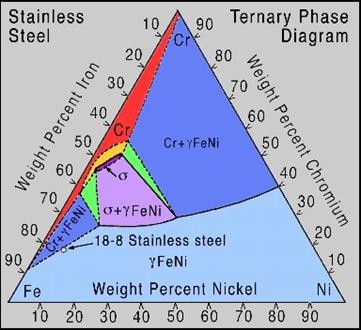 Stainless
Steel
Ternary Phase
Diagram
Cr
10
20
30
40
50
60
70
80
90
Weight Percent Iron
90
80
70
60
50
40
30
20
10
Weight Percent Chromium
Cr
Cr+γFeNi
σ
σ+γFeNi
Cr+γFeNi
18-8 Stainless steel
γFeNi
Fe
Weight Percent Nickel
Ni
10 20 30 40 50 60 70 80 90